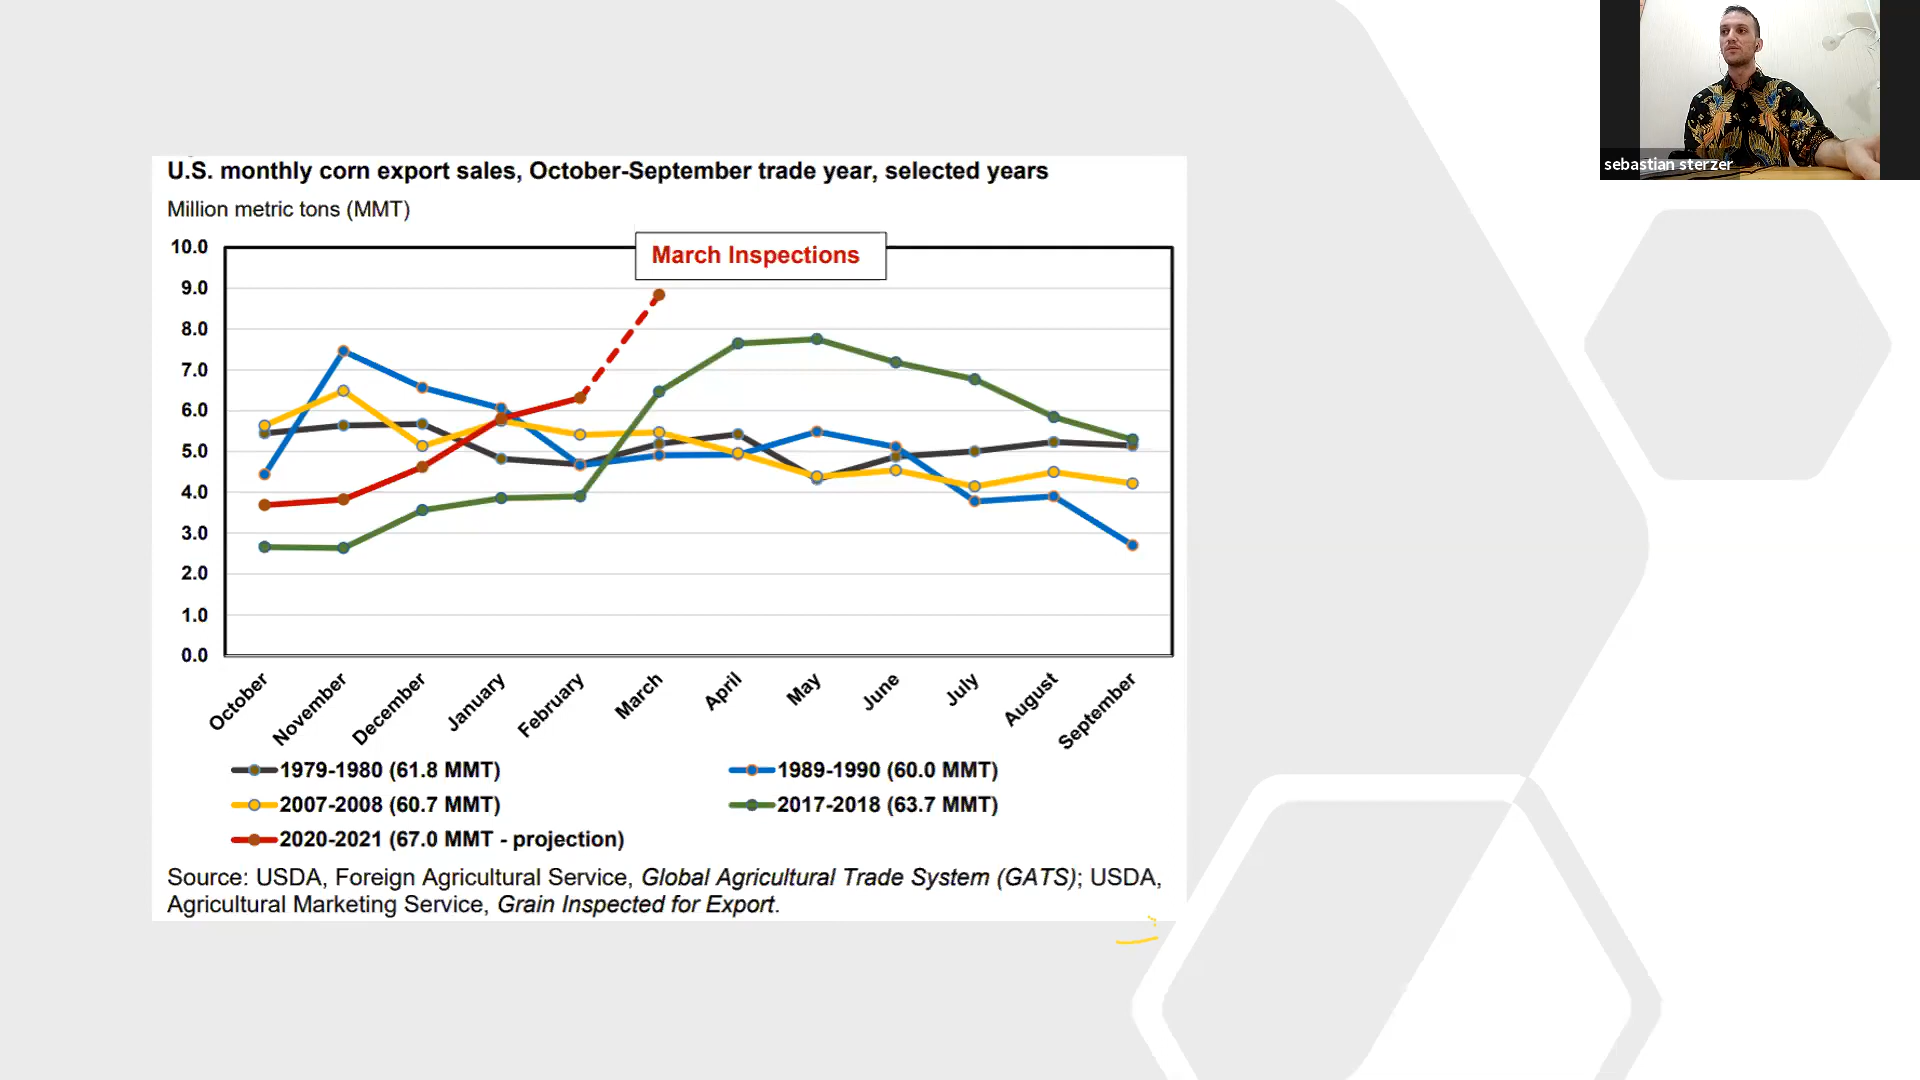 sebastian sterzer
U.S. monthly corn export sales, October-September trade year, selected years
Million metric tons (MMT)
March Inspections
10.0
9.0
8.0
7.0
6.0
5.0
4.0
3.0
2.0
1.0
0.0
October
November
December
January
February
March
April
May
June
July
August
September
1979-1980 (61.8 MMT)
1989-1990 (60.0 MMT)
2007-2008 (60.7 MMT)
2017-2018 (63.7 MMT)
2020-2021 (67.0 MMT - projection)
Source: USDA, Foreign Agricultural Service, Global Agricultural Trade System (GATS); USDA,
Agricultural Marketing Service, Grain Inspected for Export.